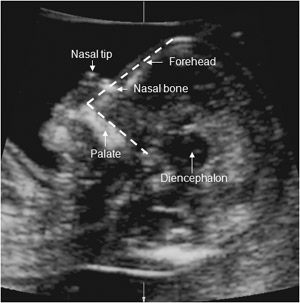 Nasal tip
Forehead
Nasal bone
Palate
Diencephalon